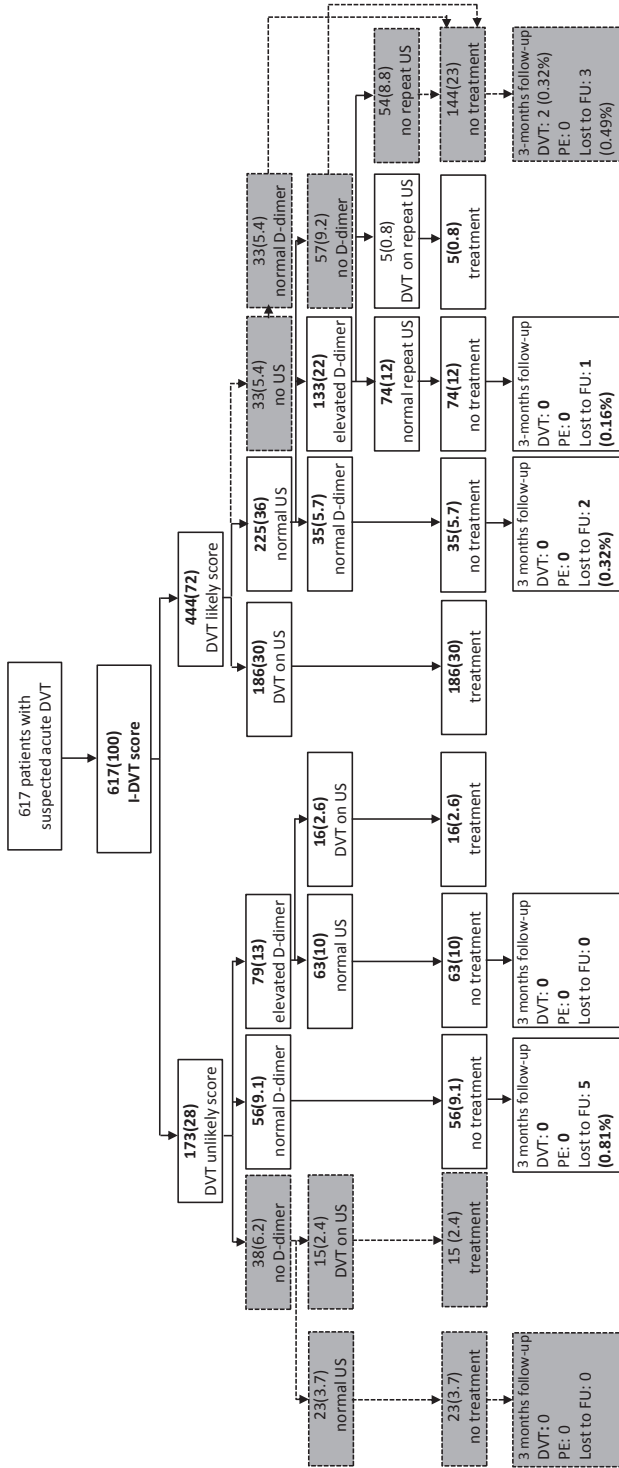 617 patients with
suspected acute DVT
617(100)
I-DVT score
173(28)
DVT unlikely score
444(72)
DVT likely score
38(6.2)
no D-dimer
56(9.1)
normal D-dimer
79(13)
elevated D-dimer
186(30)
DVT on US
225(36)
normal US
33(5.4)
no US
33(5.4)
normal D-dimer
23(3.7)
normal US
15(2.4)
DVT on US
63(10)
normal US
16(2.6)
DVT on US
35(5.7)
normal D-dimer
133(22)
elevated D-dimer
57(9.2)
no D-dimer
74(12)
normal repeat US
5(0.8)
DVT on repeat US
54(8.8)
no repeat US
23(3.7)
no treatment
15 (2.4)
treatment
56(9.1)
no treatment
63(10)
no treatment
16(2.6)
treatment
186(30)
treatment
35(5.7)
no treatment
74(12)
no treatment
5(0.8)
treatment
144(23)
no treatment
3 months follow-up
DVT: 0
PE: 0
Lost to FU: 0
3 months follow-up
DVT: 0
PE: 0
Lost to FU: 5
(0.81%)
3 months follow-up
DVT: 0
PE: 0
Lost to FU: 0
3 months follow-up
DVT: 0
PE: 0
Lost to FU: 2
(0.32%)
3-months follow-up
DVT: 0
PE: 0
Lost to FU: 1
(0.16%)
3-months follow-up
DVT: 2 (0.32%)
PE: 0
Lost to FU: 3
(0.49%)